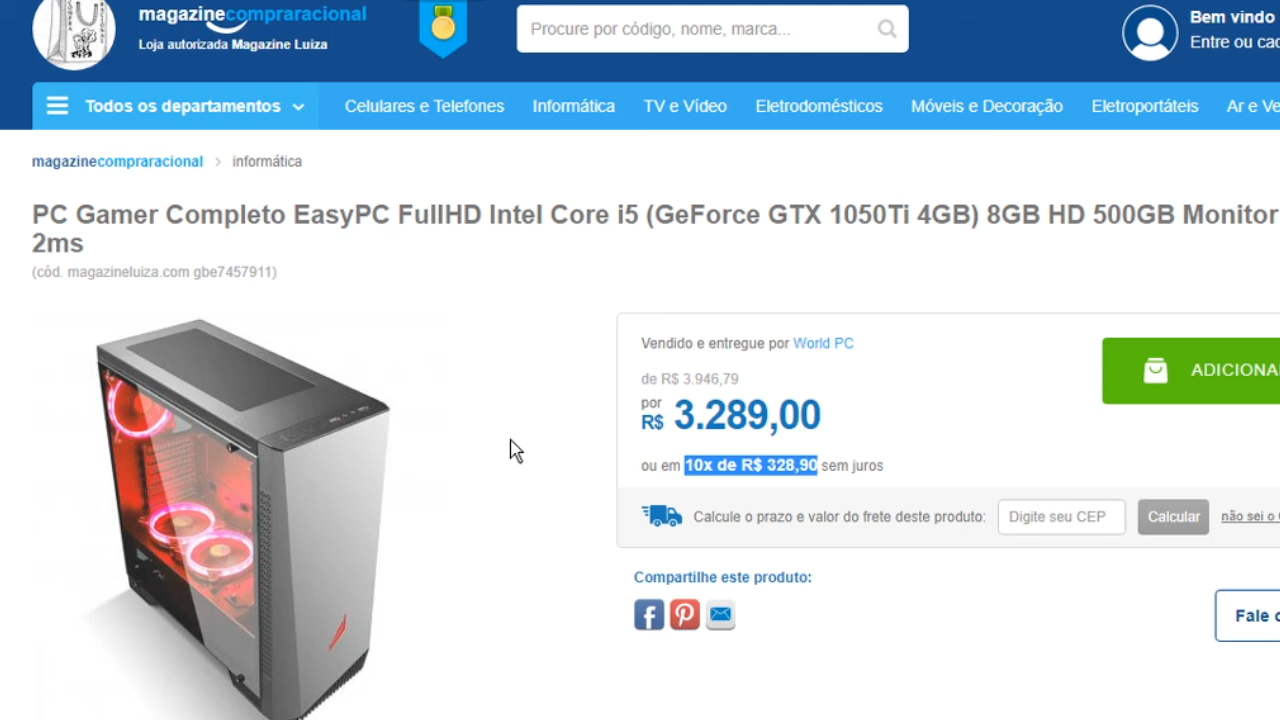 magazinecompraracional
Loja autorizada Magazine Luiza
Procure por código, nome, marca...
Bem vindo
Entre ou cad
Todos os departamentos
Celulares e Telefones
Informática
TV e Vídeo
Eletrodomésticos
Móveis e Decoração
Eletroportáteis
Ar e Ve
magazinecompraracional > informática
PC Gamer Completo EasyPC FullHD Intel Core i5 (GeForce GTX 1050Ti 4GB) 8GB HD 500GB Monitor
2ms
(cód. magazineluiza.com gbe7457911)
Vendido e entregue por World PC
de R$ 3.946,79
por
R$ 3.289,00
ou em 10x de R$ 328,90 sem juros
ADICIONA
Calcule o prazo e valor do frete deste produto:
Digite seu CEP
Calcular
não sei o
Compartilhe este produto:
Fale